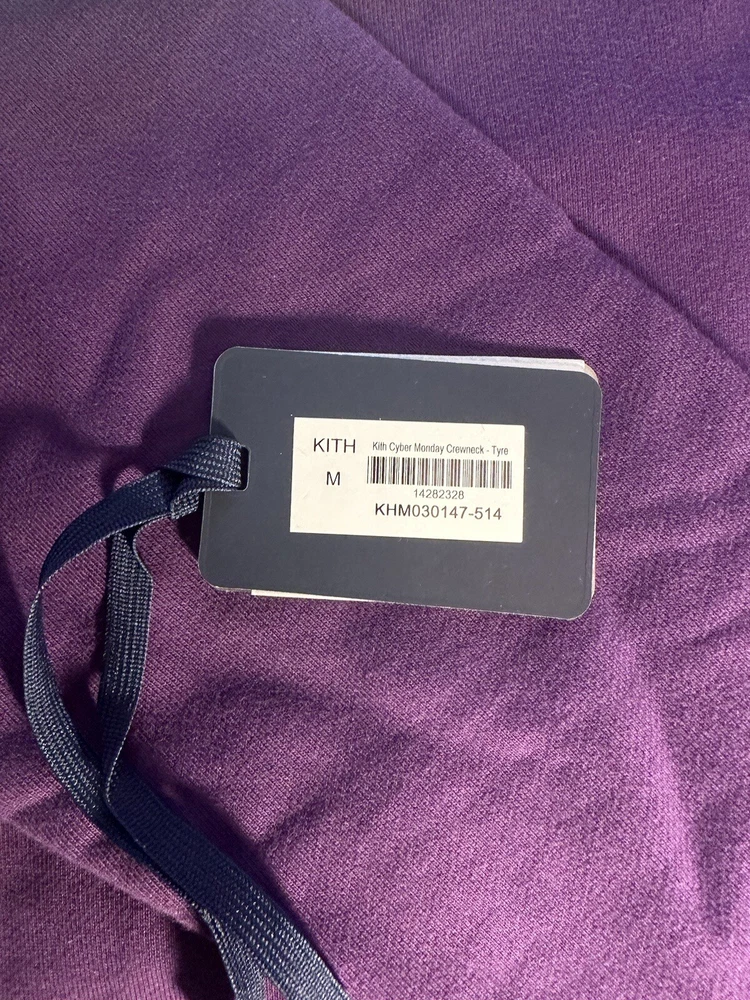 KITH
M
Kith Cyber Monday Crewneck - Tyre
14282328
KHM030147-514